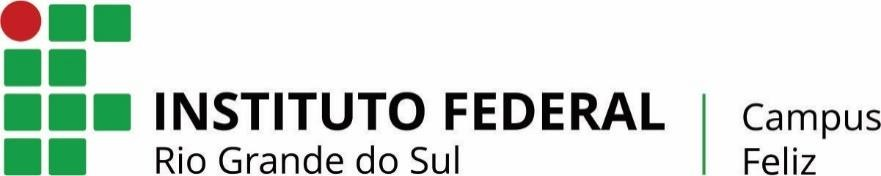 INSTITUTO FEDERAL
Rio Grande do Sul
Campus
Feliz